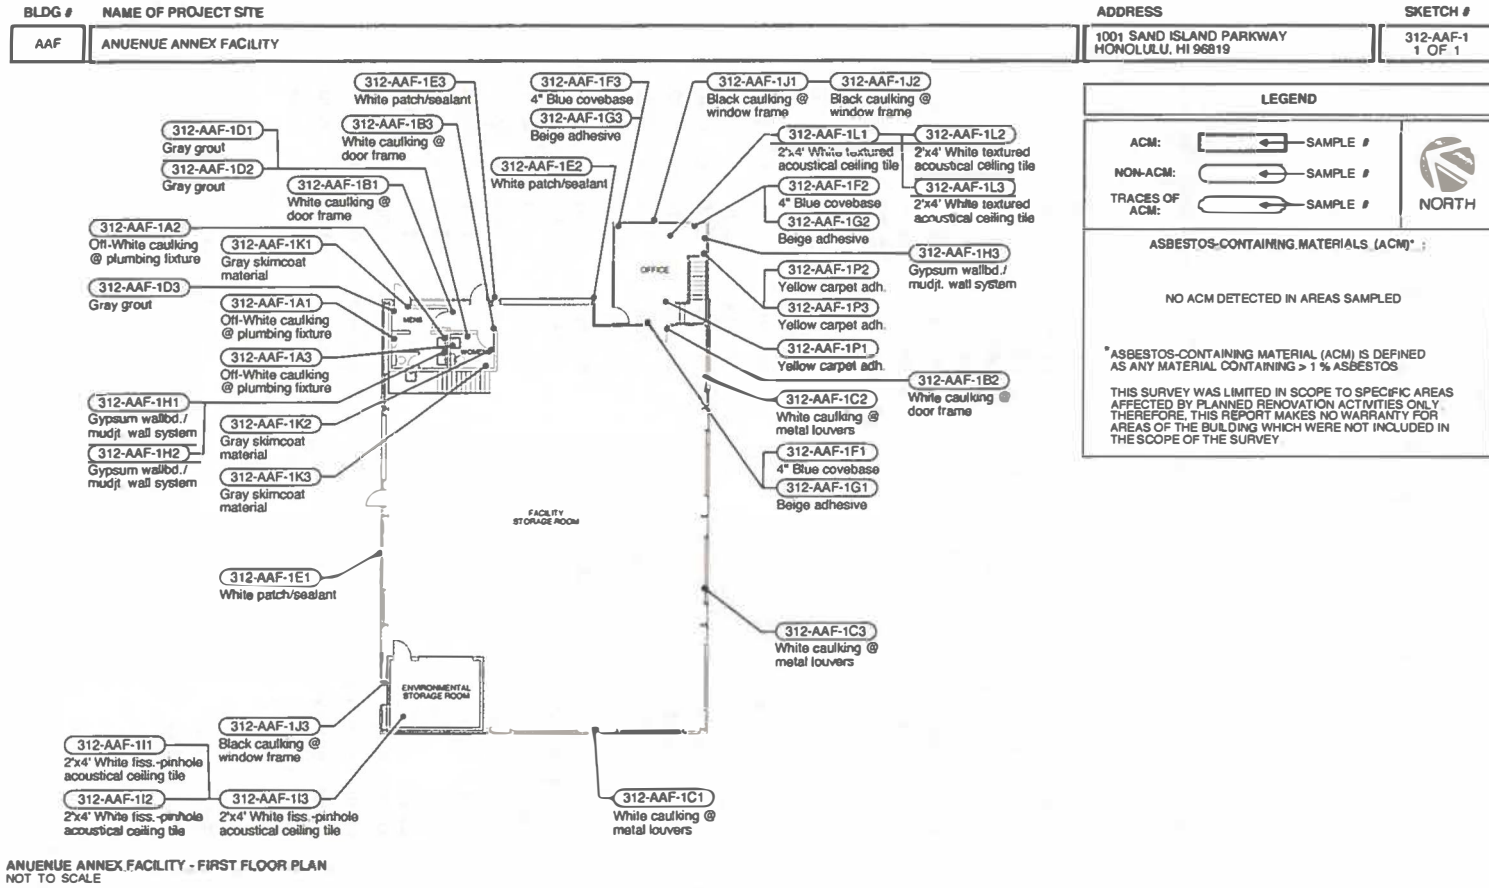 BLDG # NAME OF PROJECT SITE ADDRESS SKETCH #
AAF ANUENUE ANNEX FACILITY
1001 SAND ISLAND PARKWAY
HONOLULU, HI 96819
312-AAF-1
1 OF 1
312-AAF-1E3
White patch/sealant
312-AAF-1F3
4" Blue covebase
312-AAF-1G3
Beige adhesive
312-AAF-1J1
Black caulking @
window frame
312-AAF-1J2
Black caulking @
window frame
312-AAF-1D1
Gray grout
312-AAF-1D2
Gray grout
312-AAF-1B3
White caulking @
door frame
312-AAF-1B1
White caulking @
door frame
312-AAF-1E2
White patch/sealant
312-AAF-1L1
2'x4' White textured
acoustical ceiling tile
312-AAF-1L2
2'x4' White textured
acoustical ceiling tile
312-AAF-1F2
4" Blue covebase
312-AAF-1G2
Beige adhesive
312-AAF-1L3
2'x4' White textured
acoustical ceiling tile
312-AAF-1A2
Off-White caulking
@ plumbing fixture
312-AAF-1K1
Gray skimcoat
material
312-AAF-1H3
Gypsum wallbd./
mudjt. wall system
312-AAF-1D3
Gray grout
312-AAF-1A1
Off-White caulking
@ plumbing fixture
312-AAF-1P2
Yellow carpet adh.
312-AAF-1P3
Yellow carpet adh.
312-AAF-1P1
Yellow carpet adh.
312-AAF-1A3
Off-White caulking
@ plumbing fixture
312-AAF-1B2
White caulking @
door frame
312-AAF-1H1
Gypsum wallbd./
mudjt. wall system
312-AAF-1H2
Gypsum wallbd./
mudjt. wall system
312-AAF-1K2
Gray skimcoat
material
312-AAF-1K3
Gray skimcoat
material
312-AAF-1C2
White caulking @
metal louvers
312-AAF-1F1
4" Blue covebase
312-AAF-1G1
Beige adhesive
OFFICE
MENS
WOMENS
FACILITY
STORAGE ROOM
312-AAF-1E1
White patch/sealant
312-AAF-1C3
White caulking @
metal louvers
ENVIRONMENTAL
STORAGE ROOM
312-AAF-1J3
Black caulking @
window frame
312-AAF-1I1
2'x4' White fiss.-pinhole
acoustical ceiling tile
312-AAF-1I2
2'x4' White fiss.-pinhole
acoustical ceiling tile
312-AAF-1I3
2'x4' White fiss.-pinhole
acoustical ceiling tile
312-AAF-1C1
White caulking @
metal louvers
LEGEND
ACM: SAMPLE #
NON-ACM: SAMPLE #
TRACES OF
ACM: SAMPLE #
NORTH
ASBESTOS-CONTAINING MATERIALS (ACM)* :
NO ACM DETECTED IN AREAS SAMPLED
*ASBESTOS-CONTAINING MATERIAL (ACM) IS DEFINED
AS ANY MATERIAL CONTAINING > 1 % ASBESTOS
THIS SURVEY WAS LIMITED IN SCOPE TO SPECIFIC AREAS
AFFECTED BY PLANNED RENOVATION ACTIVITIES ONLY
THEREFORE, THIS REPORT MAKES NO WARRANTY FOR
AREAS OF THE BUILDING WHICH WERE NOT INCLUDED IN
THE SCOPE OF THE SURVEY
ANUENUE ANNEX FACILITY - FIRST FLOOR PLAN
NOT TO SCALE